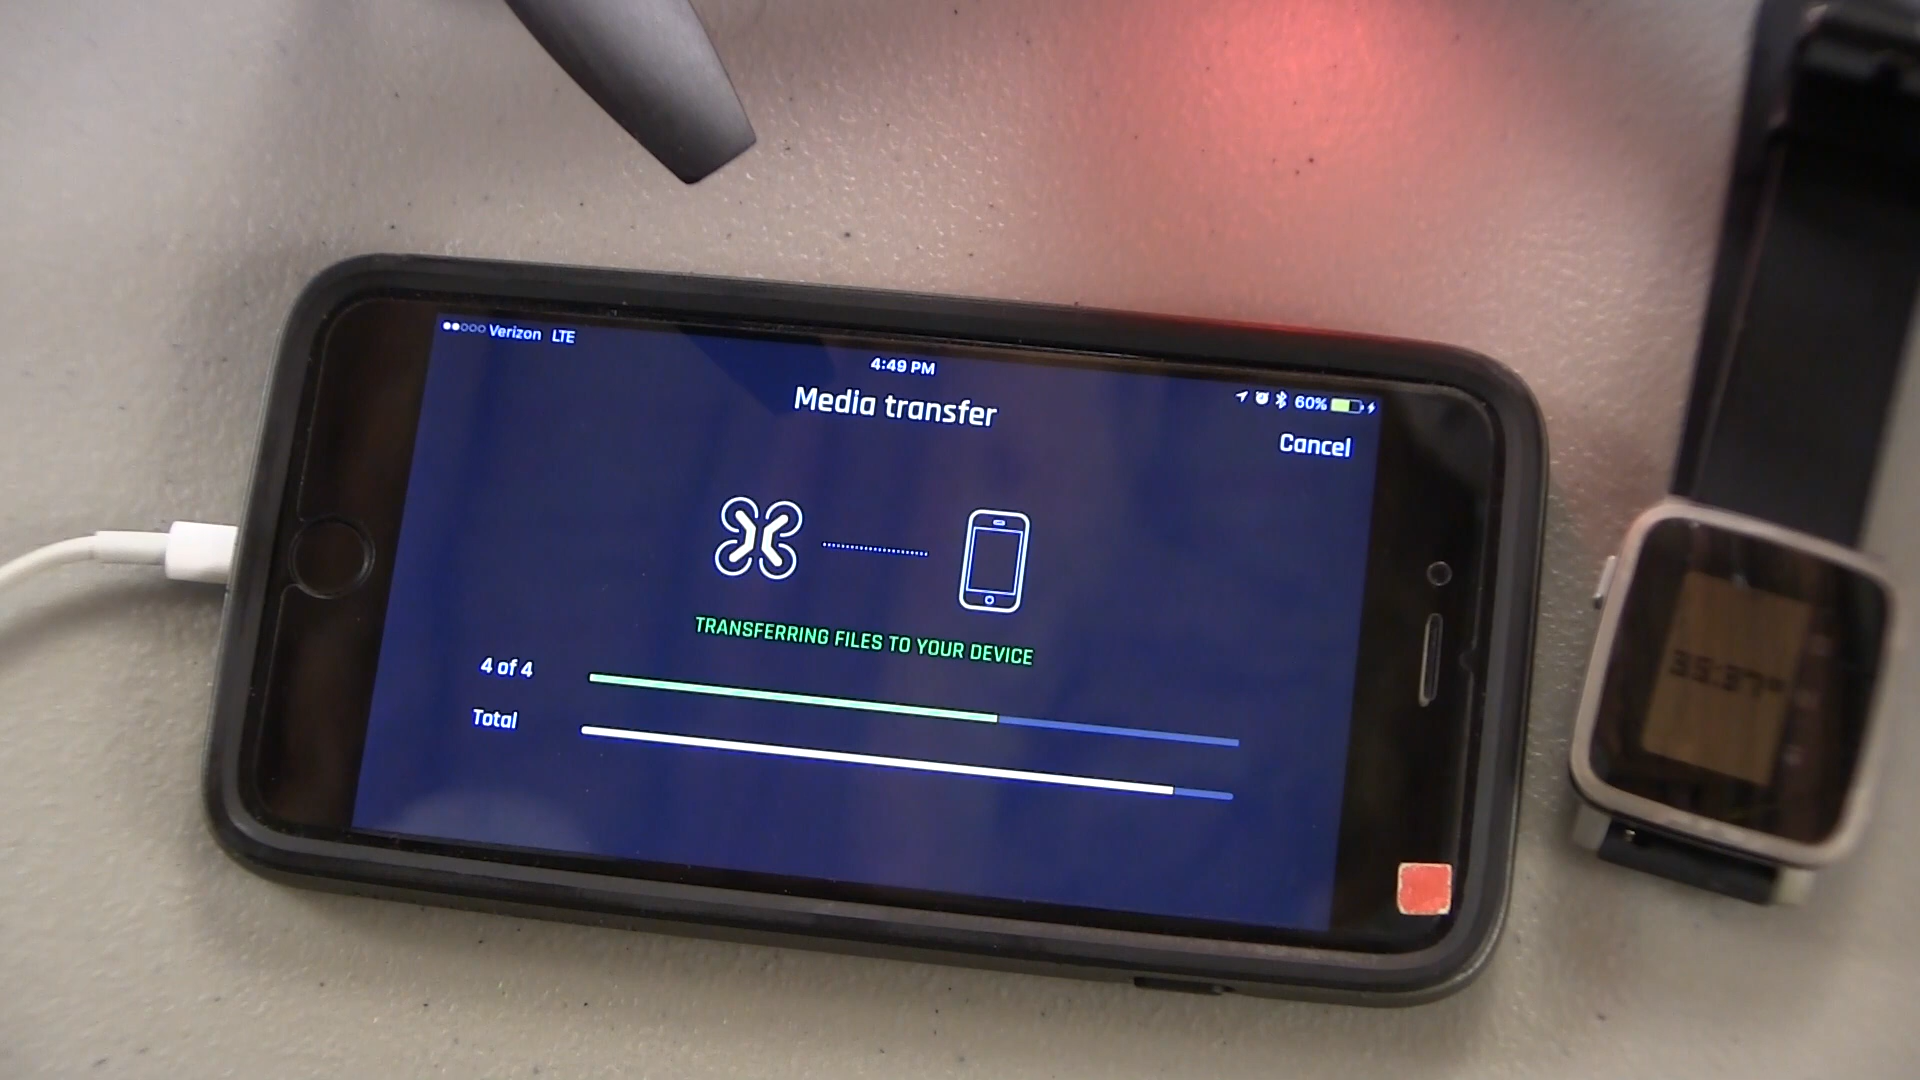 Verizon LTE
4:49 PM
60%
Media transfer
Cancel
TRANSFERRING FILES TO YOUR DEVICE
4 of 4
Total